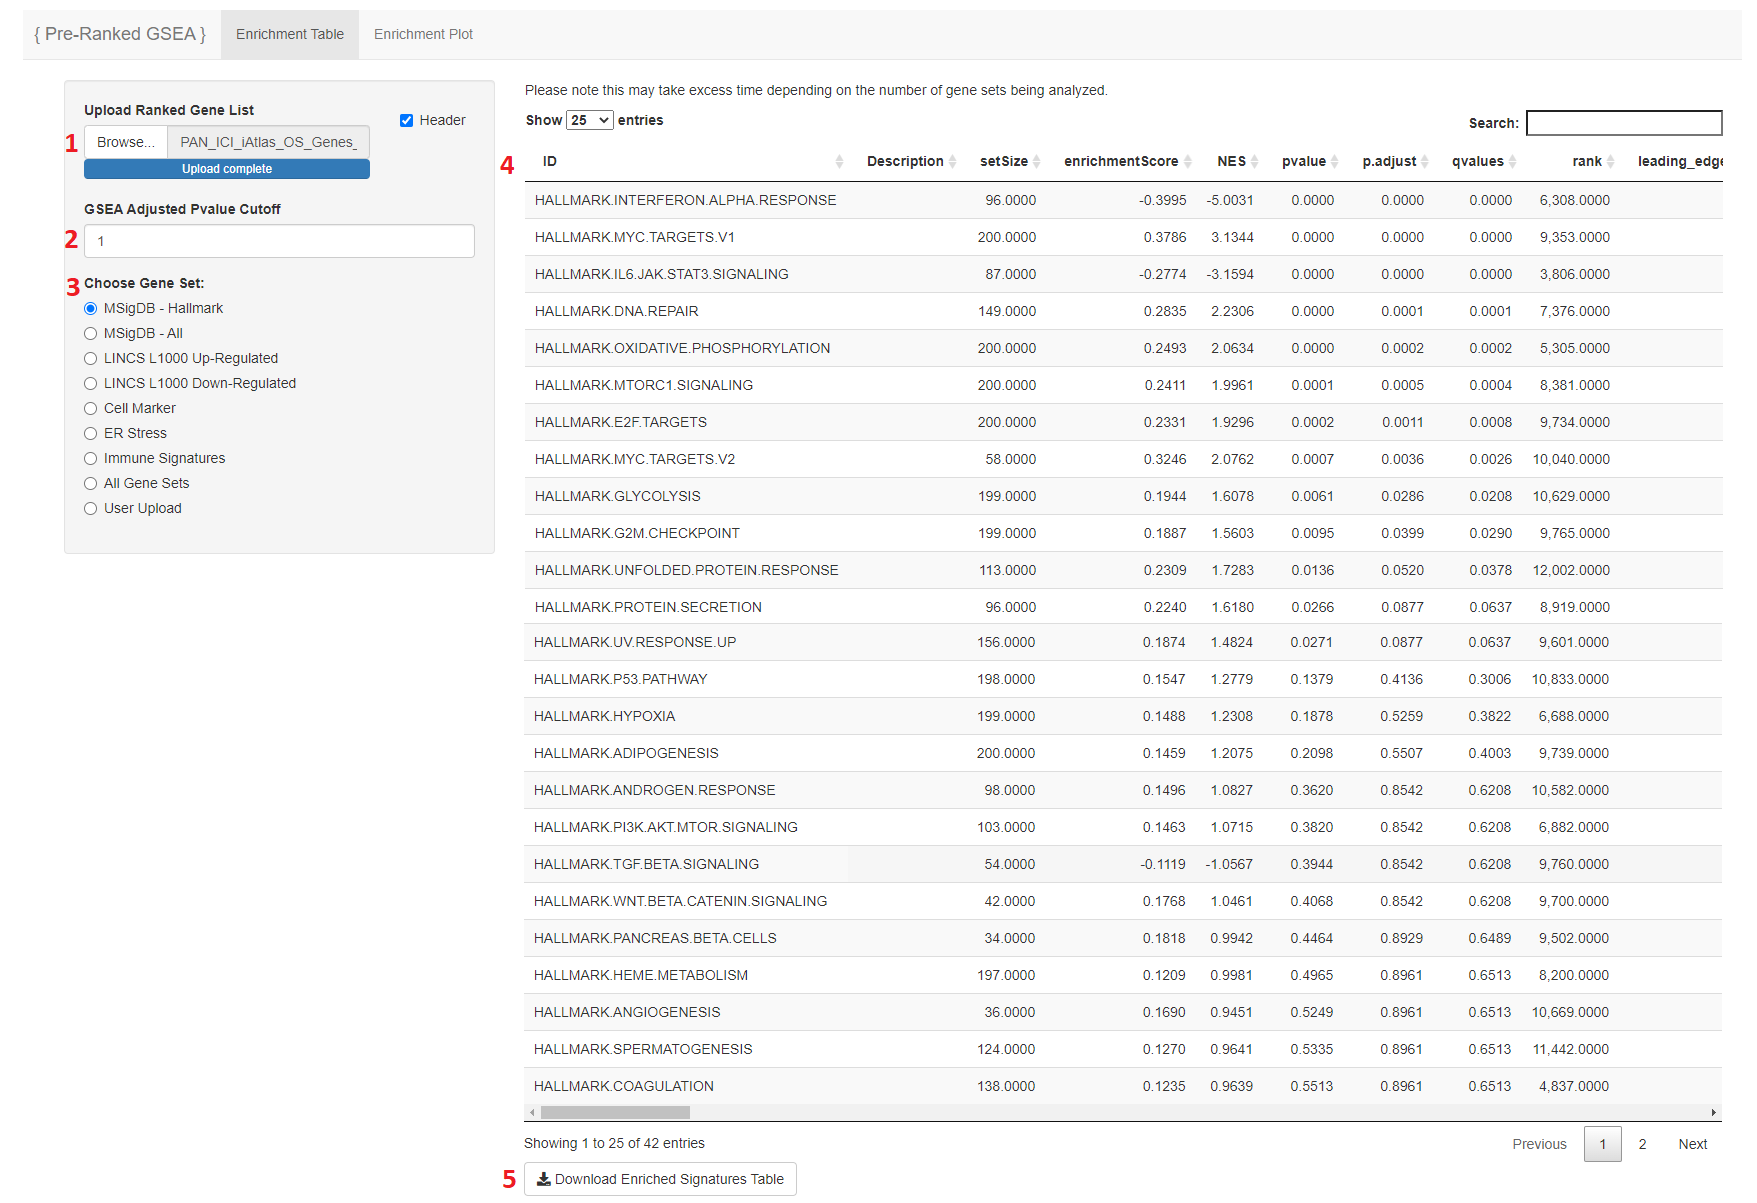 { Pre-Ranked GSEA } Enrichment Table Enrichment Plot
Upload Ranked Gene List
Header
1 Browse... PAN_ICI_iAtlas_OS_Genes_
Upload complete
GSEA Adjusted Pvalue Cutoff
2 1
3 Choose Gene Set:
MSigDB - Hallmark
MSigDB - All
LINCS L1000 Up-Regulated
LINCS L1000 Down-Regulated
Cell Marker
ER Stress
Immune Signatures
All Gene Sets
User Upload
Please note this may take excess time depending on the number of gene sets being analyzed.
Show 25 entries
Search:
4 ID Description setSize enrichmentScore NES pvalue p.adjust qvalues rank leading_edge
HALLMARK.INTERFERON.ALPHA.RESPONSE 96.0000 -0.3995 -5.0031 0.0000 0.0000 0.0000 6,308.0000
HALLMARK.MYC.TARGETS.V1 200.0000 0.3786 3.1344 0.0000 0.0000 0.0000 9,353.0000
HALLMARK.IL6.JAK.STAT3.SIGNALING 87.0000 -0.2774 -3.1594 0.0000 0.0000 0.0000 3,806.0000
HALLMARK.DNA.REPAIR 149.0000 0.2835 2.2306 0.0000 0.0001 0.0001 7,376.0000
HALLMARK.OXIDATIVE.PHOSPHORYLATION 200.0000 0.2493 2.0634 0.0000 0.0002 0.0002 5,305.0000
HALLMARK.MTORC1.SIGNALING 200.0000 0.2411 1.9961 0.0001 0.0005 0.0004 8,381.0000
HALLMARK.E2F.TARGETS 200.0000 0.2331 1.9296 0.0002 0.0011 0.0008 9,734.0000
HALLMARK.MYC.TARGETS.V2 58.0000 0.3246 2.0762 0.0007 0.0036 0.0026 10,040.0000
HALLMARK.GLYCOLYSIS 199.0000 0.1944 1.6078 0.0061 0.0286 0.0208 10,629.0000
HALLMARK.G2M.CHECKPOINT 199.0000 0.1887 1.5603 0.0095 0.0399 0.0290 9,765.0000
HALLMARK.UNFOLDED.PROTEIN.RESPONSE 113.0000 0.2309 1.7283 0.0136 0.0520 0.0378 12,002.0000
HALLMARK.PROTEIN.SECRETION 96.0000 0.2240 1.6180 0.0266 0.0877 0.0637 8,919.0000
HALLMARK.UV.RESPONSE.UP 156.0000 0.1874 1.4824 0.0271 0.0877 0.0637 9,601.0000
HALLMARK.P53.PATHWAY 198.0000 0.1547 1.2779 0.1379 0.4136 0.3006 10,833.0000
HALLMARK.HYPOXIA 199.0000 0.1488 1.2308 0.1878 0.5259 0.3822 6,688.0000
HALLMARK.ADIPOGENESIS 200.0000 0.1459 1.2075 0.2098 0.5507 0.4003 9,739.0000
HALLMARK.ANDROGEN.RESPONSE 98.0000 0.1496 1.0827 0.3620 0.8542 0.6208 10,582.0000
HALLMARK.PI3K.AKT.MTOR.SIGNALING 103.0000 0.1463 1.0715 0.3820 0.8542 0.6208 6,882.0000
HALLMARK.TGF.BETA.SIGNALING 54.0000 -0.1119 -1.0567 0.3944 0.8542 0.6208 9,760.0000
HALLMARK.WNT.BETA.CATENIN.SIGNALING 42.0000 0.1768 1.0461 0.4068 0.8542 0.6208 9,700.0000
HALLMARK.PANCREAS.BETA.CELLS 34.0000 0.1818 0.9942 0.4464 0.8929 0.6489 9,502.0000
HALLMARK.HEME.METABOLISM 197.0000 0.1209 0.9981 0.4965 0.8961 0.6513 8,200.0000
HALLMARK.ANGIOGENESIS 36.0000 0.1690 0.9451 0.5249 0.8961 0.6513 10,669.0000
HALLMARK.SPERMATOGENESIS 124.0000 0.1270 0.9641 0.5335 0.8961 0.6513 11,442.0000
HALLMARK.COAGULATION 138.0000 0.1235 0.9639 0.5513 0.8961 0.6513 4,837.0000
Showing 1 to 25 of 42 entries
Previous 1 2 Next
5 Download Enriched Signatures Table